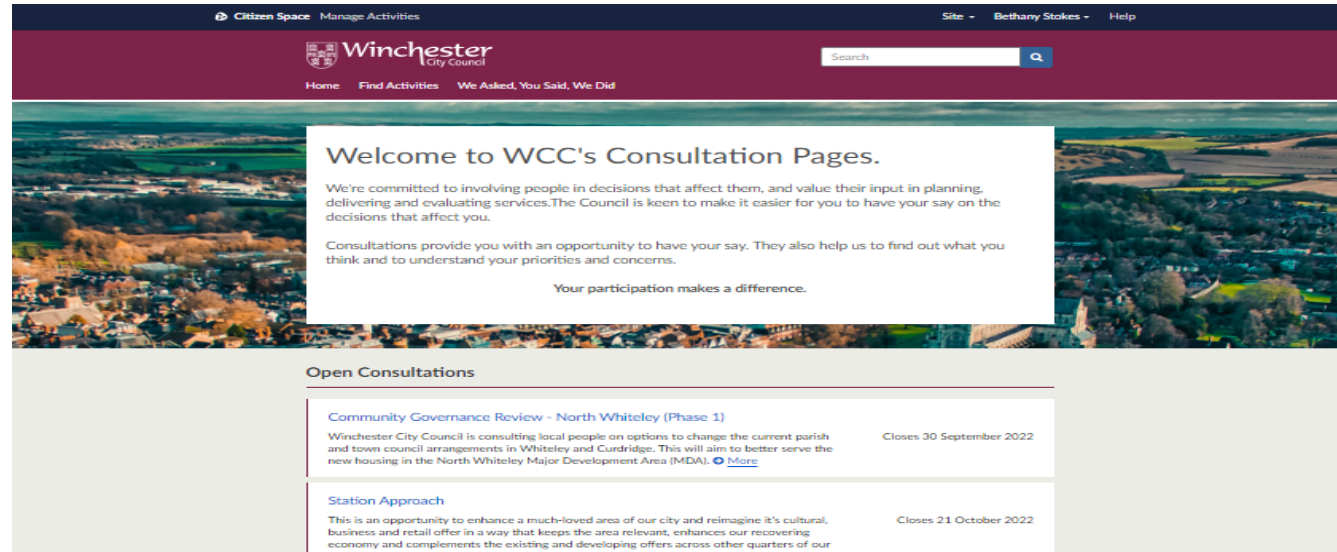 Citizen Space Manage Activities Site Bethany Stokes Help
Winchester
City Council
Search
Home Find Activities We Asked, You Said, We Did
Welcome to WCC's Consultation Pages.
We're committed to involving people in decisions that affect them, and value their input in planning,
delivering and evaluating services.The Council is keen to make it easier for you to have your say on the
decisions that affect you.
Consultations provide you with an opportunity to have your say. They also help us to find out what you
think and to understand your priorities and concerns.
Your participation makes a difference.
Open Consultations
Community Governance Review - North Whiteley (Phase 1)
Winchester City Council is consulting local people on options to change the current parish
and town council arrangements in Whiteley and Curdridge. This will aim to better serve the
new housing in the North Whiteley Major Development Area (MDA). More
Closes 30 September 2022
Station Approach
This is an opportunity to enhance a much-loved area of our city and reimagine it's cultural,
business and retail offer in a way that keeps the area relevant, enhances our recovering
economy and complements the existing and developing offers across other quarters of our
Closes 21 October 2022